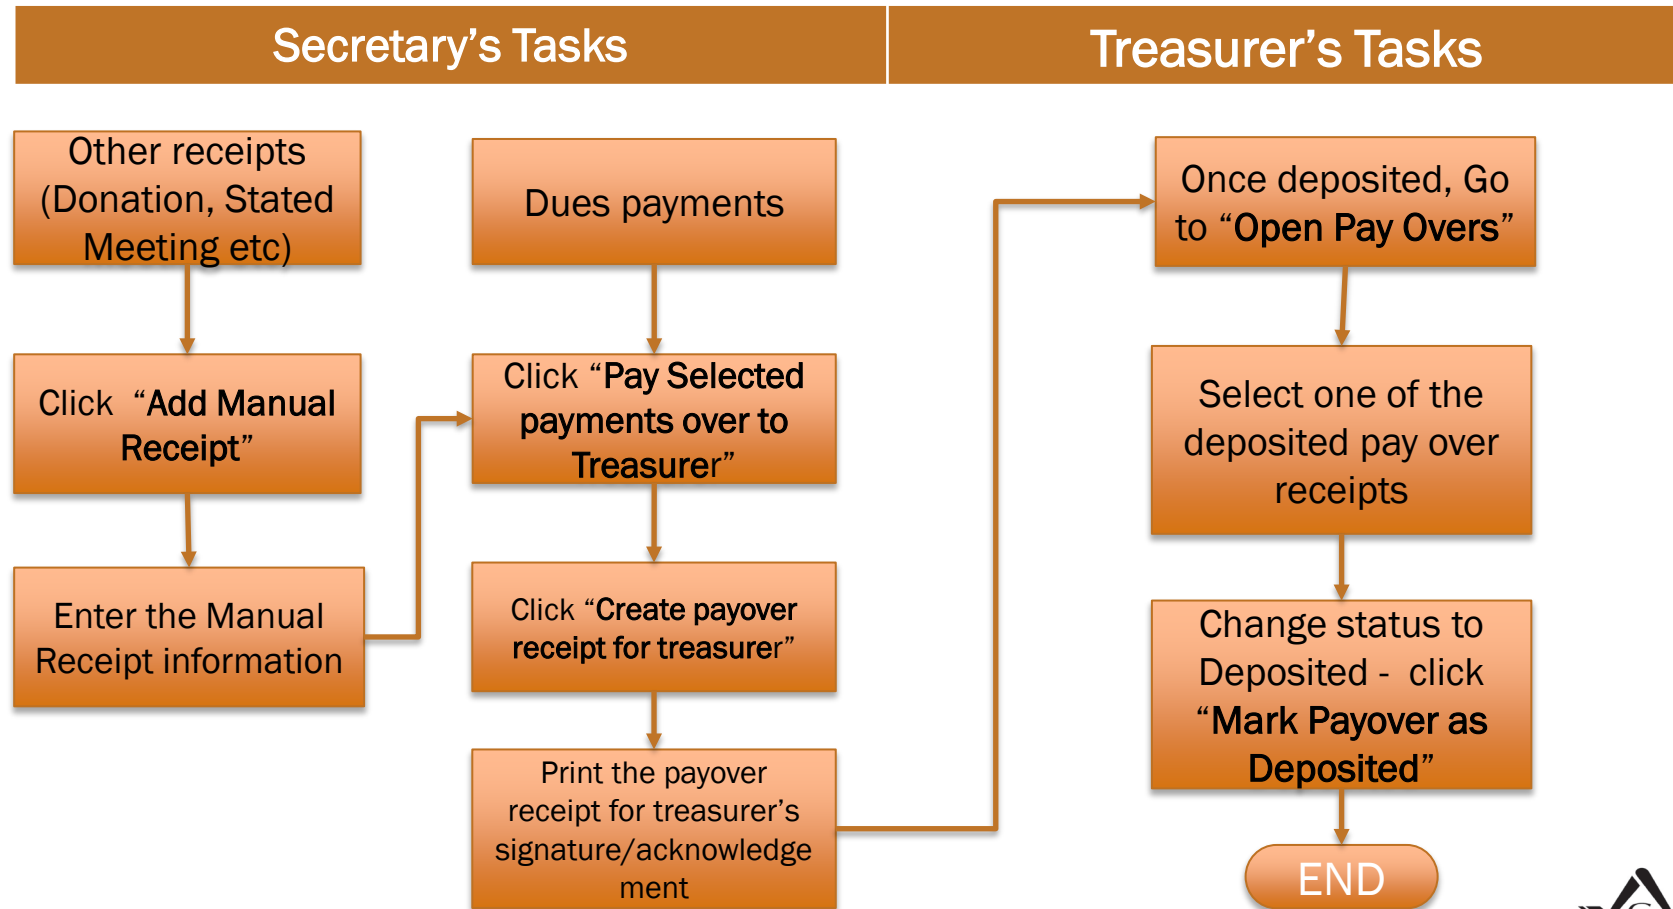 Secretary's Tasks
Treasurer's Tasks
Other receipts
(Donation, Stated
Meeting etc)
Click  “Add Manual
Receipt”
Enter the Manual
Receipt information
Dues payments
Click “Pay Selected
payments over to
Treasurer”
Click “Create payover
receipt for treasurer”
Print the payover
receipt for treasurer’s
signature/acknowledge
ment
Once deposited, Go
to “Open Pay Overs”
Select one of the
deposited pay over
receipts
Change status to
Deposited -  click
“Mark Payover as
Deposited”
END
G